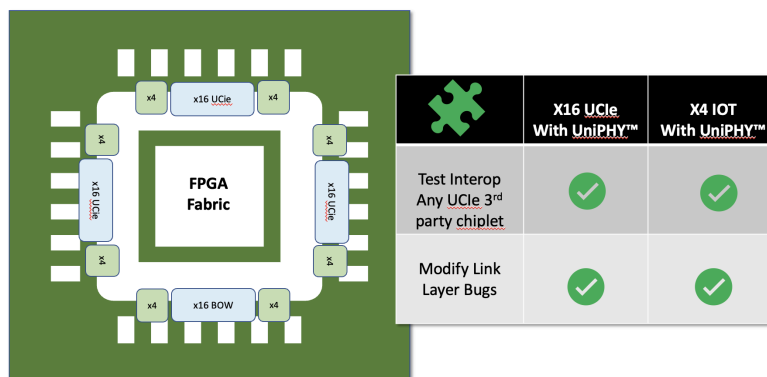 x4
x16 UCie
x4
x4
x4
x16 UCie
FPGA
Fabric
x16 UCie
x4
x4
x4
x16 BOW
x4
X16 UCIe
With UniPHY™
X4 IOT
With UniPHY™
Test Interop
Any UCIe 3rd
party chiplet
Modify Link
Layer Bugs